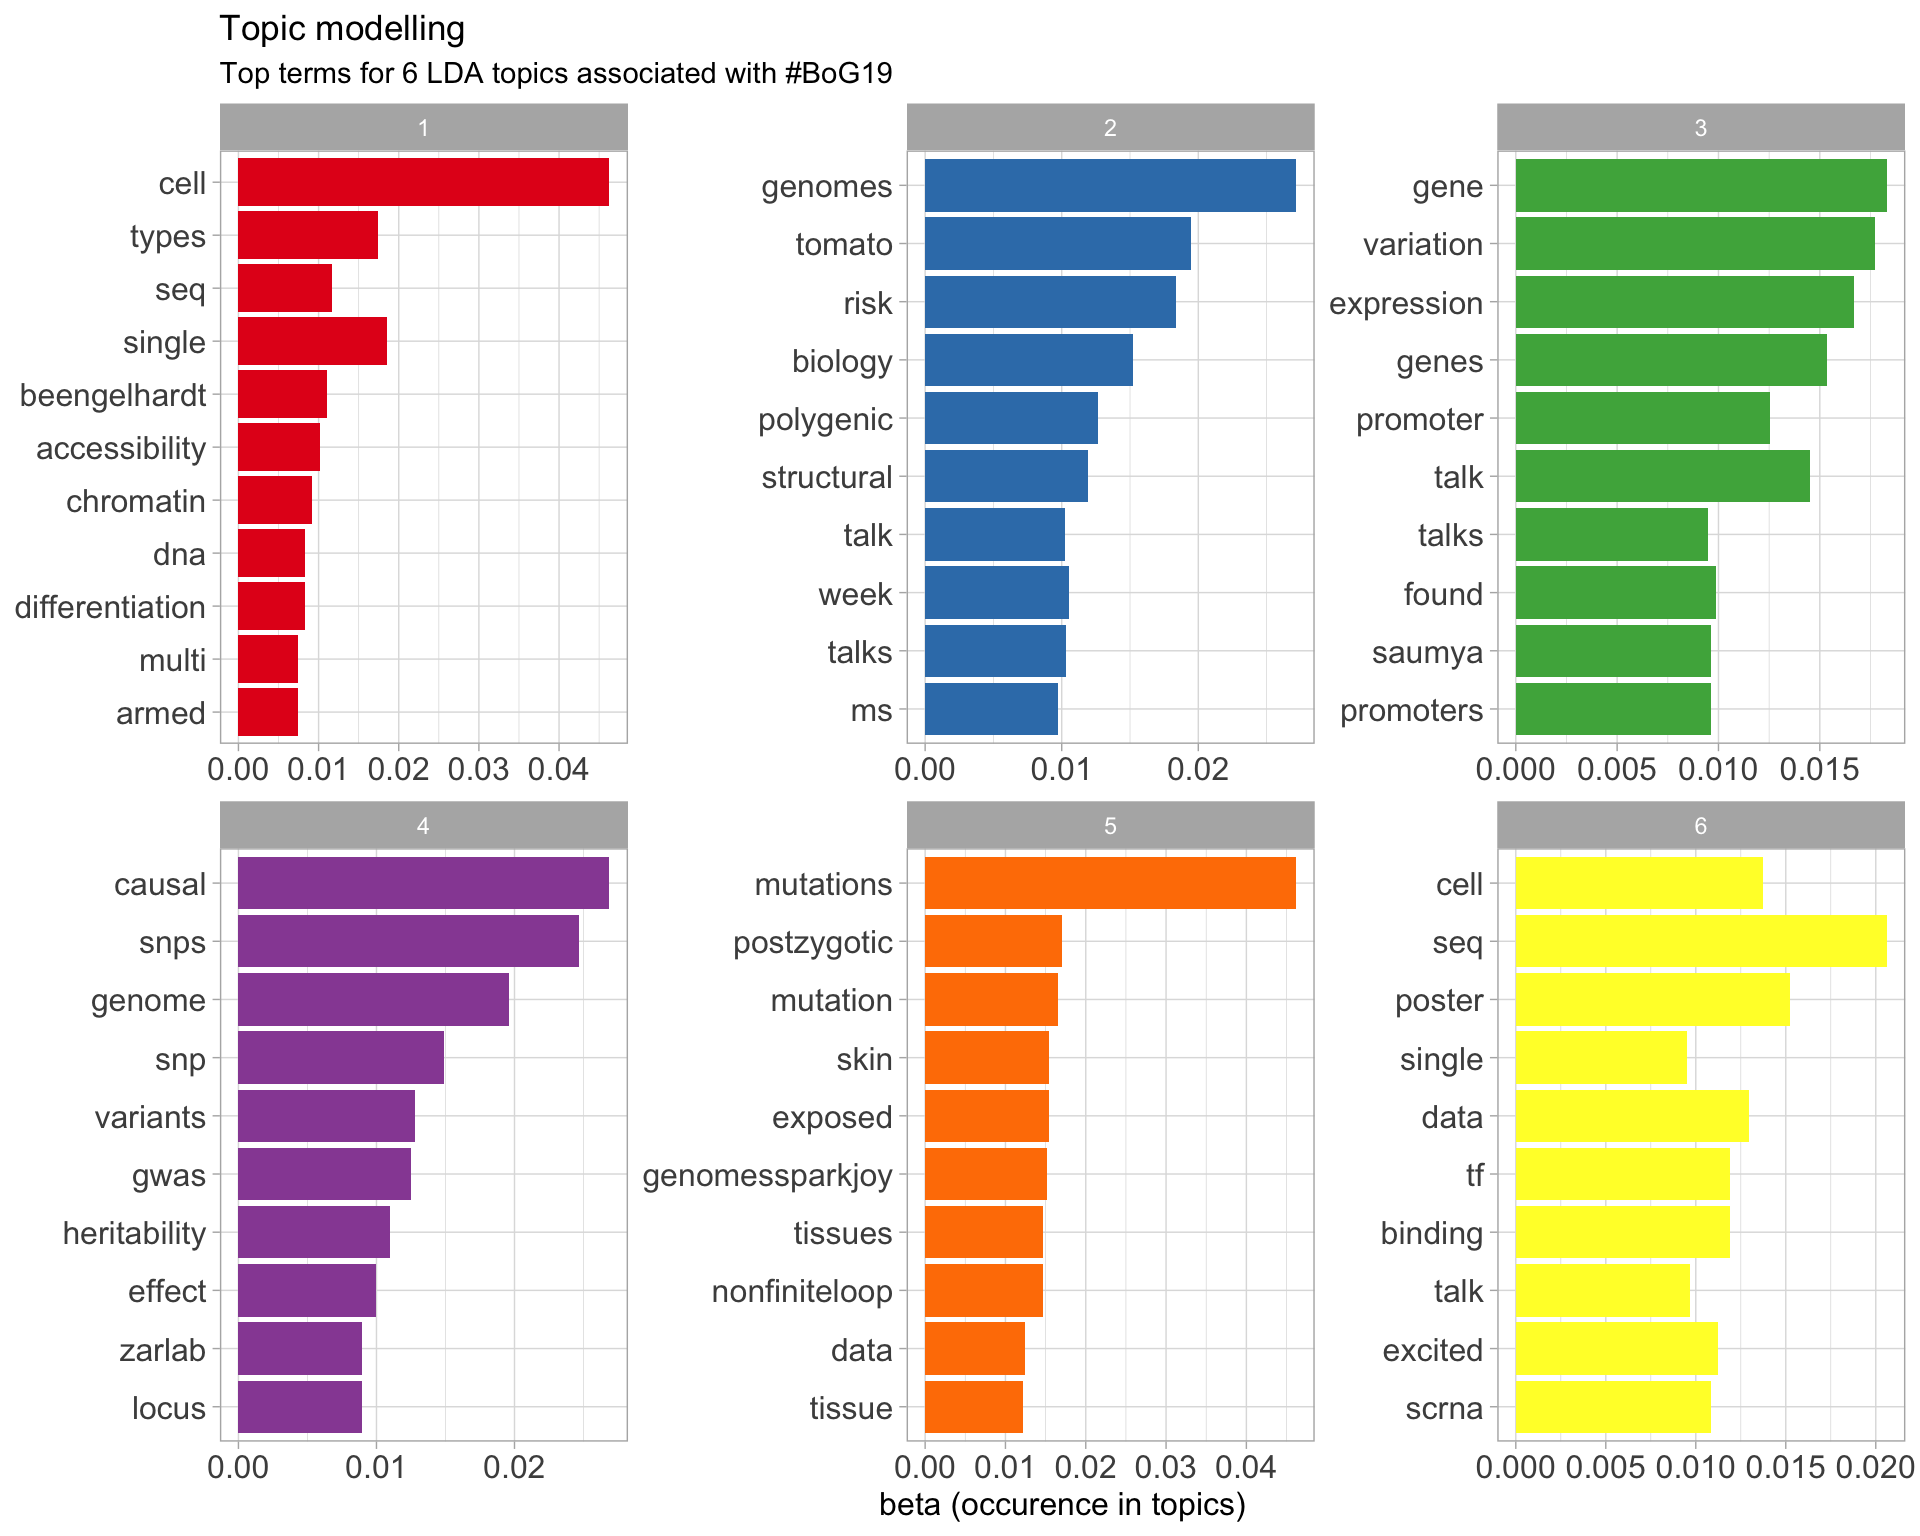 Topic modelling
Top terms for 6 LDA topics associated with #BoG19
1
cell
types
seq
single
beengelhardt
accessibility
chromatin
dna
differentiation
multi
armed
0.00 0.01 0.02 0.03 0.04
2
genomes
tomato
risk
biology
polygenic
structural
talk
week
talks
ms
0.00 0.01 0.02
3
gene
variation
expression
genes
promoter
talk
talks
found
saumya
promoters
0.000 0.005 0.010 0.015
4
causal
snps
genome
snp
variants
gwas
heritability
effect
zarlab
locus
0.00 0.01 0.02
5
mutations
postzygotic
mutation
skin
exposed
genomessparkjoy
tissues
nonfiniteloop
data
tissue
0.00 0.01 0.02 0.03 0.04
6
cell
seq
poster
single
data
tf
binding
talk
excited
scrna
0.000 0.005 0.010 0.015 0.020
beta (occurence in topics)